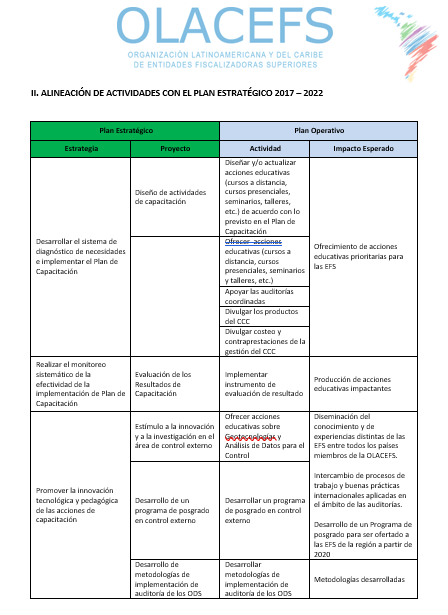 OLACEFS
ORGANIZACIÓN LATINOAMERICANA Y DEL CARIBE
DE ENTIDADES FISCALIZADORAS SUPERIORES
II. ALINEACIÓN DE ACTIVIDADES CON EL PLAN ESTRATÉGICO 2017 – 2022
Plan Estratégico
Plan Operativo
Estrategia
Proyecto
Actividad
Impacto Esperado
Desarrollar el sistema de
diagnóstico de necesidades
e implementar el Plan de
Capacitación
Diseño de actividades
de capacitación
Diseñar y/o actualizar
acciones educativas
(cursos a distancia,
cursos presenciales,
seminarios, talleres,
etc.) de acuerdo con lo
previsto en el Plan de
Capacitación
Ofrecer acciones
educativas (cursos a
distancia, cursos
presenciales, seminarios
y talleres, etc.)
Apoyar las auditorías
coordinadas
Divulgar los productos
del CCC
Divulgar costeo y
contraprestaciones de la
gestión del CCC
Ofrecimiento de acciones
educativas prioritarias para
las EFS
Realizar el monitoreo
sistemático de la
efectividad de la
implementación de Plan de
Capacitación
Evaluación de los
Resultados de
Capacitación
Implementar
instrumento de
evaluación de resultado
Producción de acciones
educativas impactantes
Promover la innovación
tecnológica y pedagógica
de las acciones de
capacitación
Estímulo a la innovación
y a la investigación en el
área de control externo
Ofrecer acciones
educativas sobre
Geotecnologías y
Análisis de Datos para el
Control
Diseminación del
conocimiento y de
experiencias distintas de las
EFS entre todos los países
miembros de la OLACEFS.
Intercambio de procesos de
trabajo y buenas prácticas
internacionales aplicadas en
el ámbito de las auditorías.
Desarrollo de un Programa de
posgrado para ser ofertado a
las EFS de la región a partir de
2020
Desarrollo de un
programa de posgrado
en control externo
Desarrollar un programa
de posgrado en control
externo
Desarrollo de
metodologías de
implementación de
auditoría de los ODS
Desarrollar
metodologías de
implementación de
auditoría de los ODS
Metodologías desarrolladas